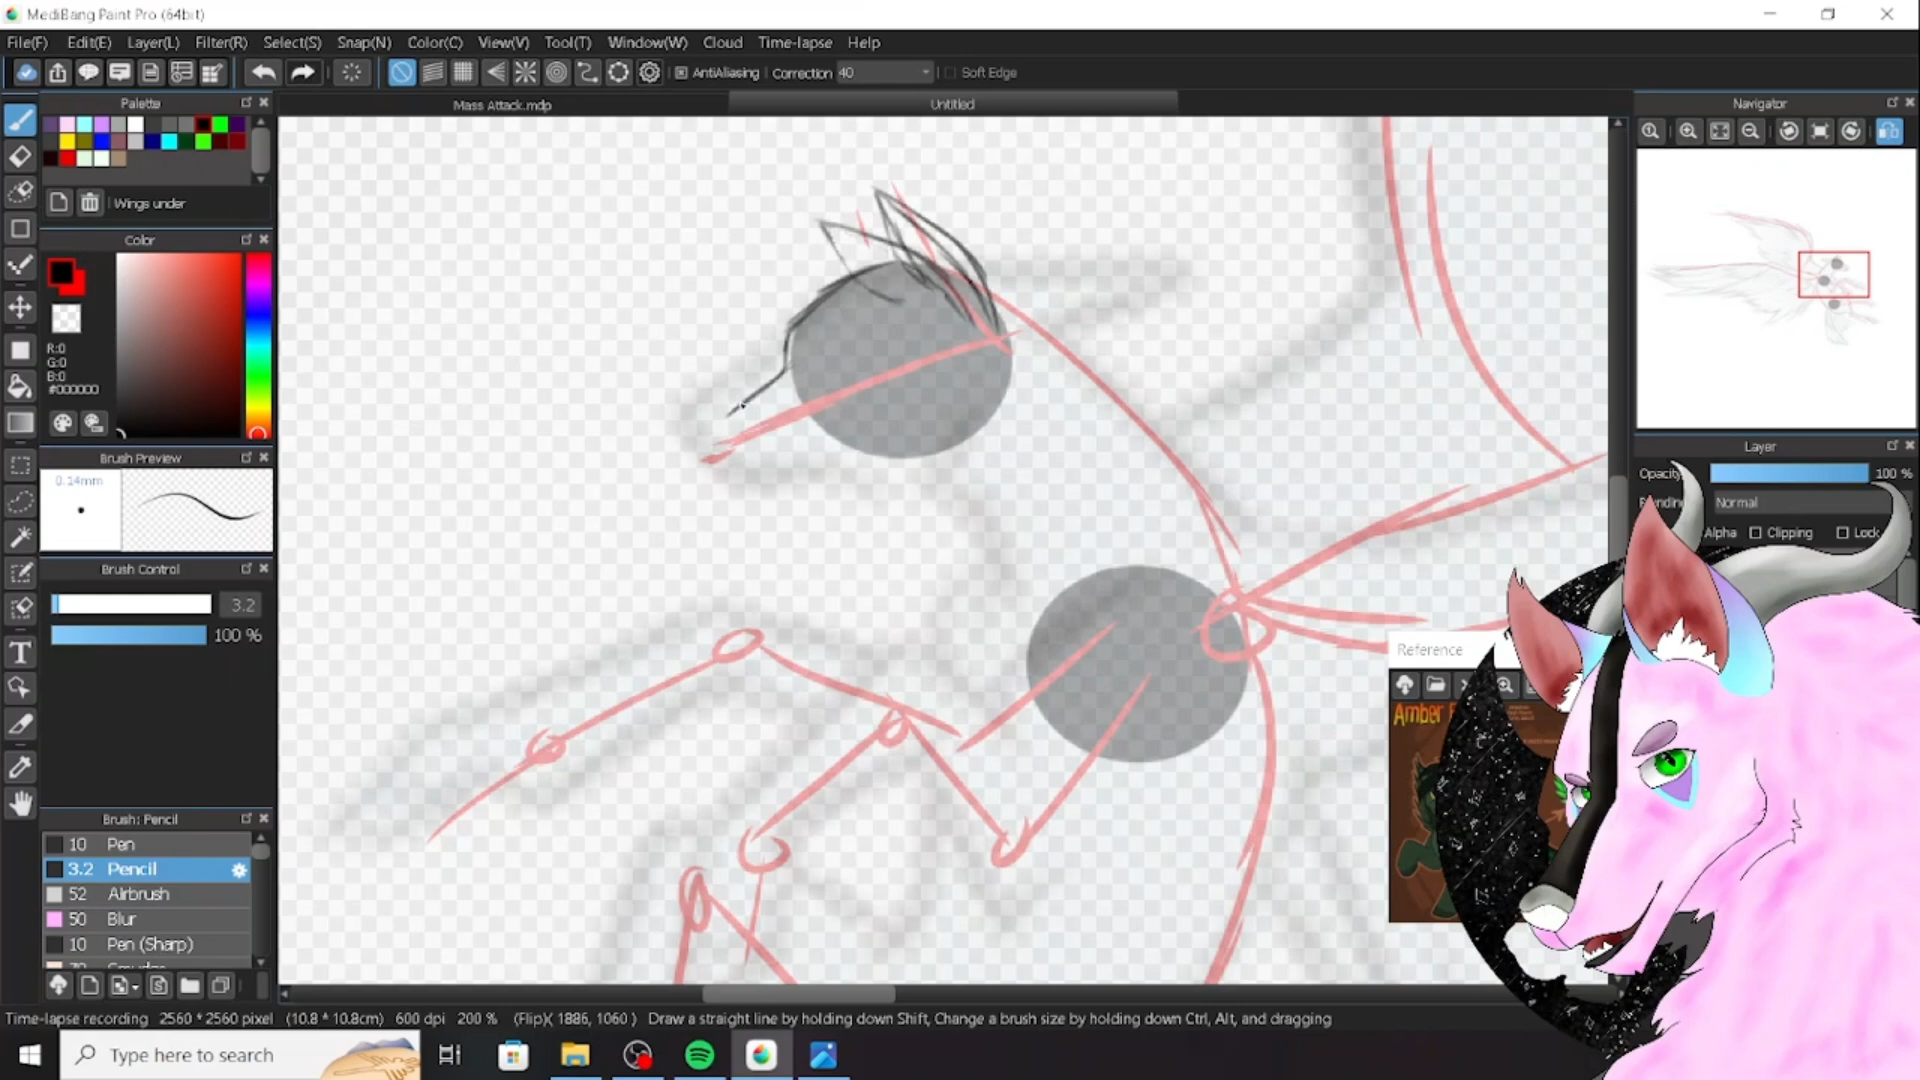 MediBang Paint Pro (64bit)
File(F) Edit(E) Layer(L) Filter(R) Select(S) Snap(N) Color(C) View(V) Tool(T) Window(W) Cloud Time-lapse Help
AntiAliasing Correction 40 Soft Edge
Palette
Mass Attack.mdp Untitled
Navigator
Wings under
Color
R:0
G:0
B:0
#000000
Layer
Brush Preview
Opacity 100 %
0.14mm
Normal
Alpha Clipping Lock
Brush Control
3.2
100 %
Reference
Amber
Brush: Pencil
10 Pen
3.2 Pencil
52 Airbrush
50 Blur
10 Pen (Sharp)
Time-lapse recording 2560 * 2560 pixel (10.8 * 10.8cm) 600 dpi 200 % (Flip)( 1886, 1060 ) Draw a straight line by holding down Shift, Change a brush size by holding down Ctrl, Alt, and dragging
Type here to search